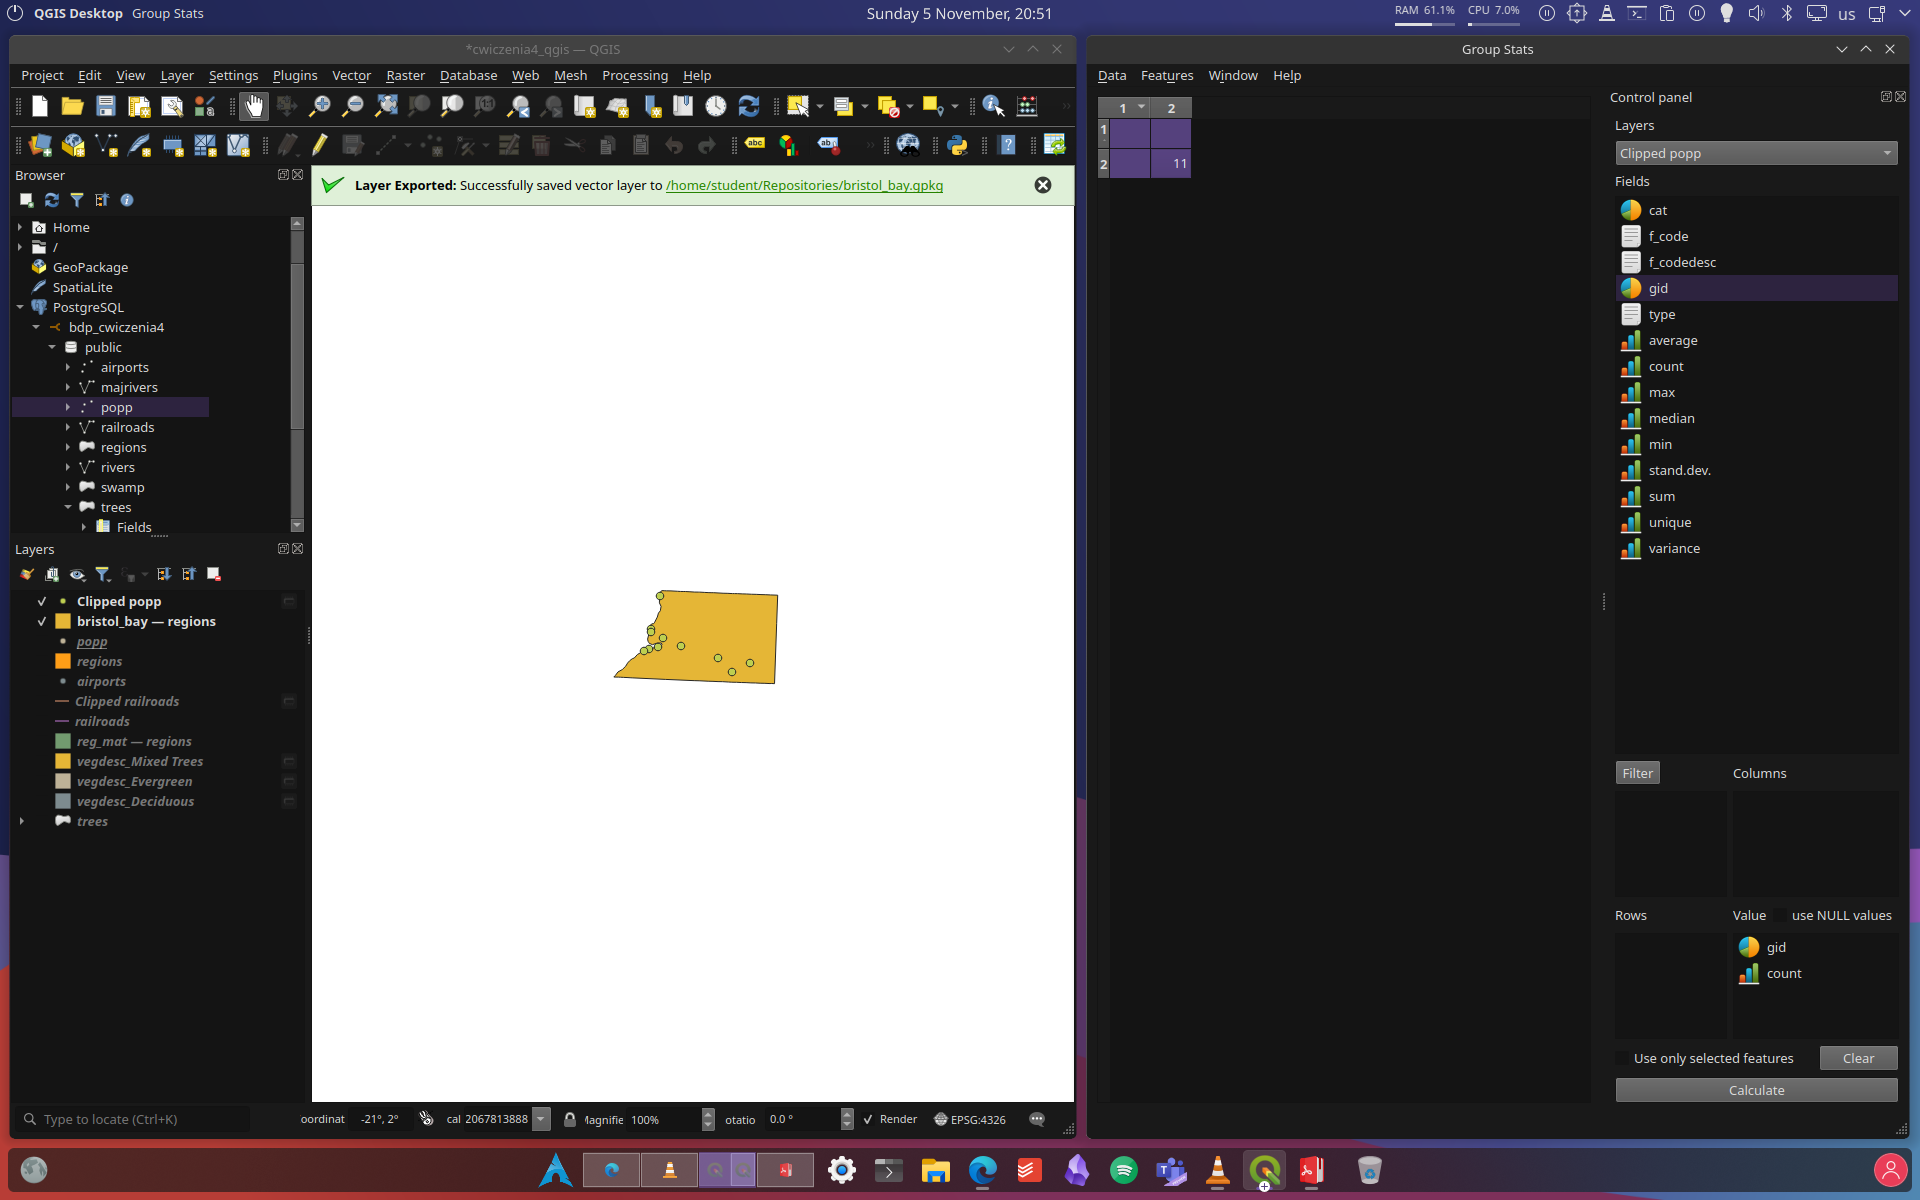 QGIS Desktop Group Stats
Sunday 5 November, 20:51
RAM 61.1% CPU 7.0%
us
*cwiczenia4_qgis — QGIS
Project Edit View Layer Settings Plugins Vector Raster Database Web Mesh Processing Help
abc
ab
Browser
Layer Exported: Successfully saved vector layer to /home/student/Repositories/bristol_bay.gpkg
Home
/
GeoPackage
SpatiaLite
PostgreSQL
bdp_cwiczenia4
public
airports
majrivers
popp
railroads
regions
rivers
swamp
trees
Fields
Layers
Clipped popp
bristol_bay — regions
popp
regions
airports
Clipped railroads
railroads
reg_mat — regions
vegdesc_Mixed Trees
vegdesc_Evergreen
vegdesc_Deciduous
trees
Type to locate (Ctrl+K)
oordinat -21°, 2° cal 2067813888 Magnifie 100% otatio 0.0 ° Render EPSG:4326
Group Stats
Data Features Window Help
1 2
1
2 11
Control panel
Layers
Clipped popp
Fields
cat
f_code
f_codedesc
gid
type
average
count
max
median
min
stand.dev.
sum
unique
variance
Filter Columns
Rows Value use NULL values
gid
count
Use only selected features Clear
Calculate